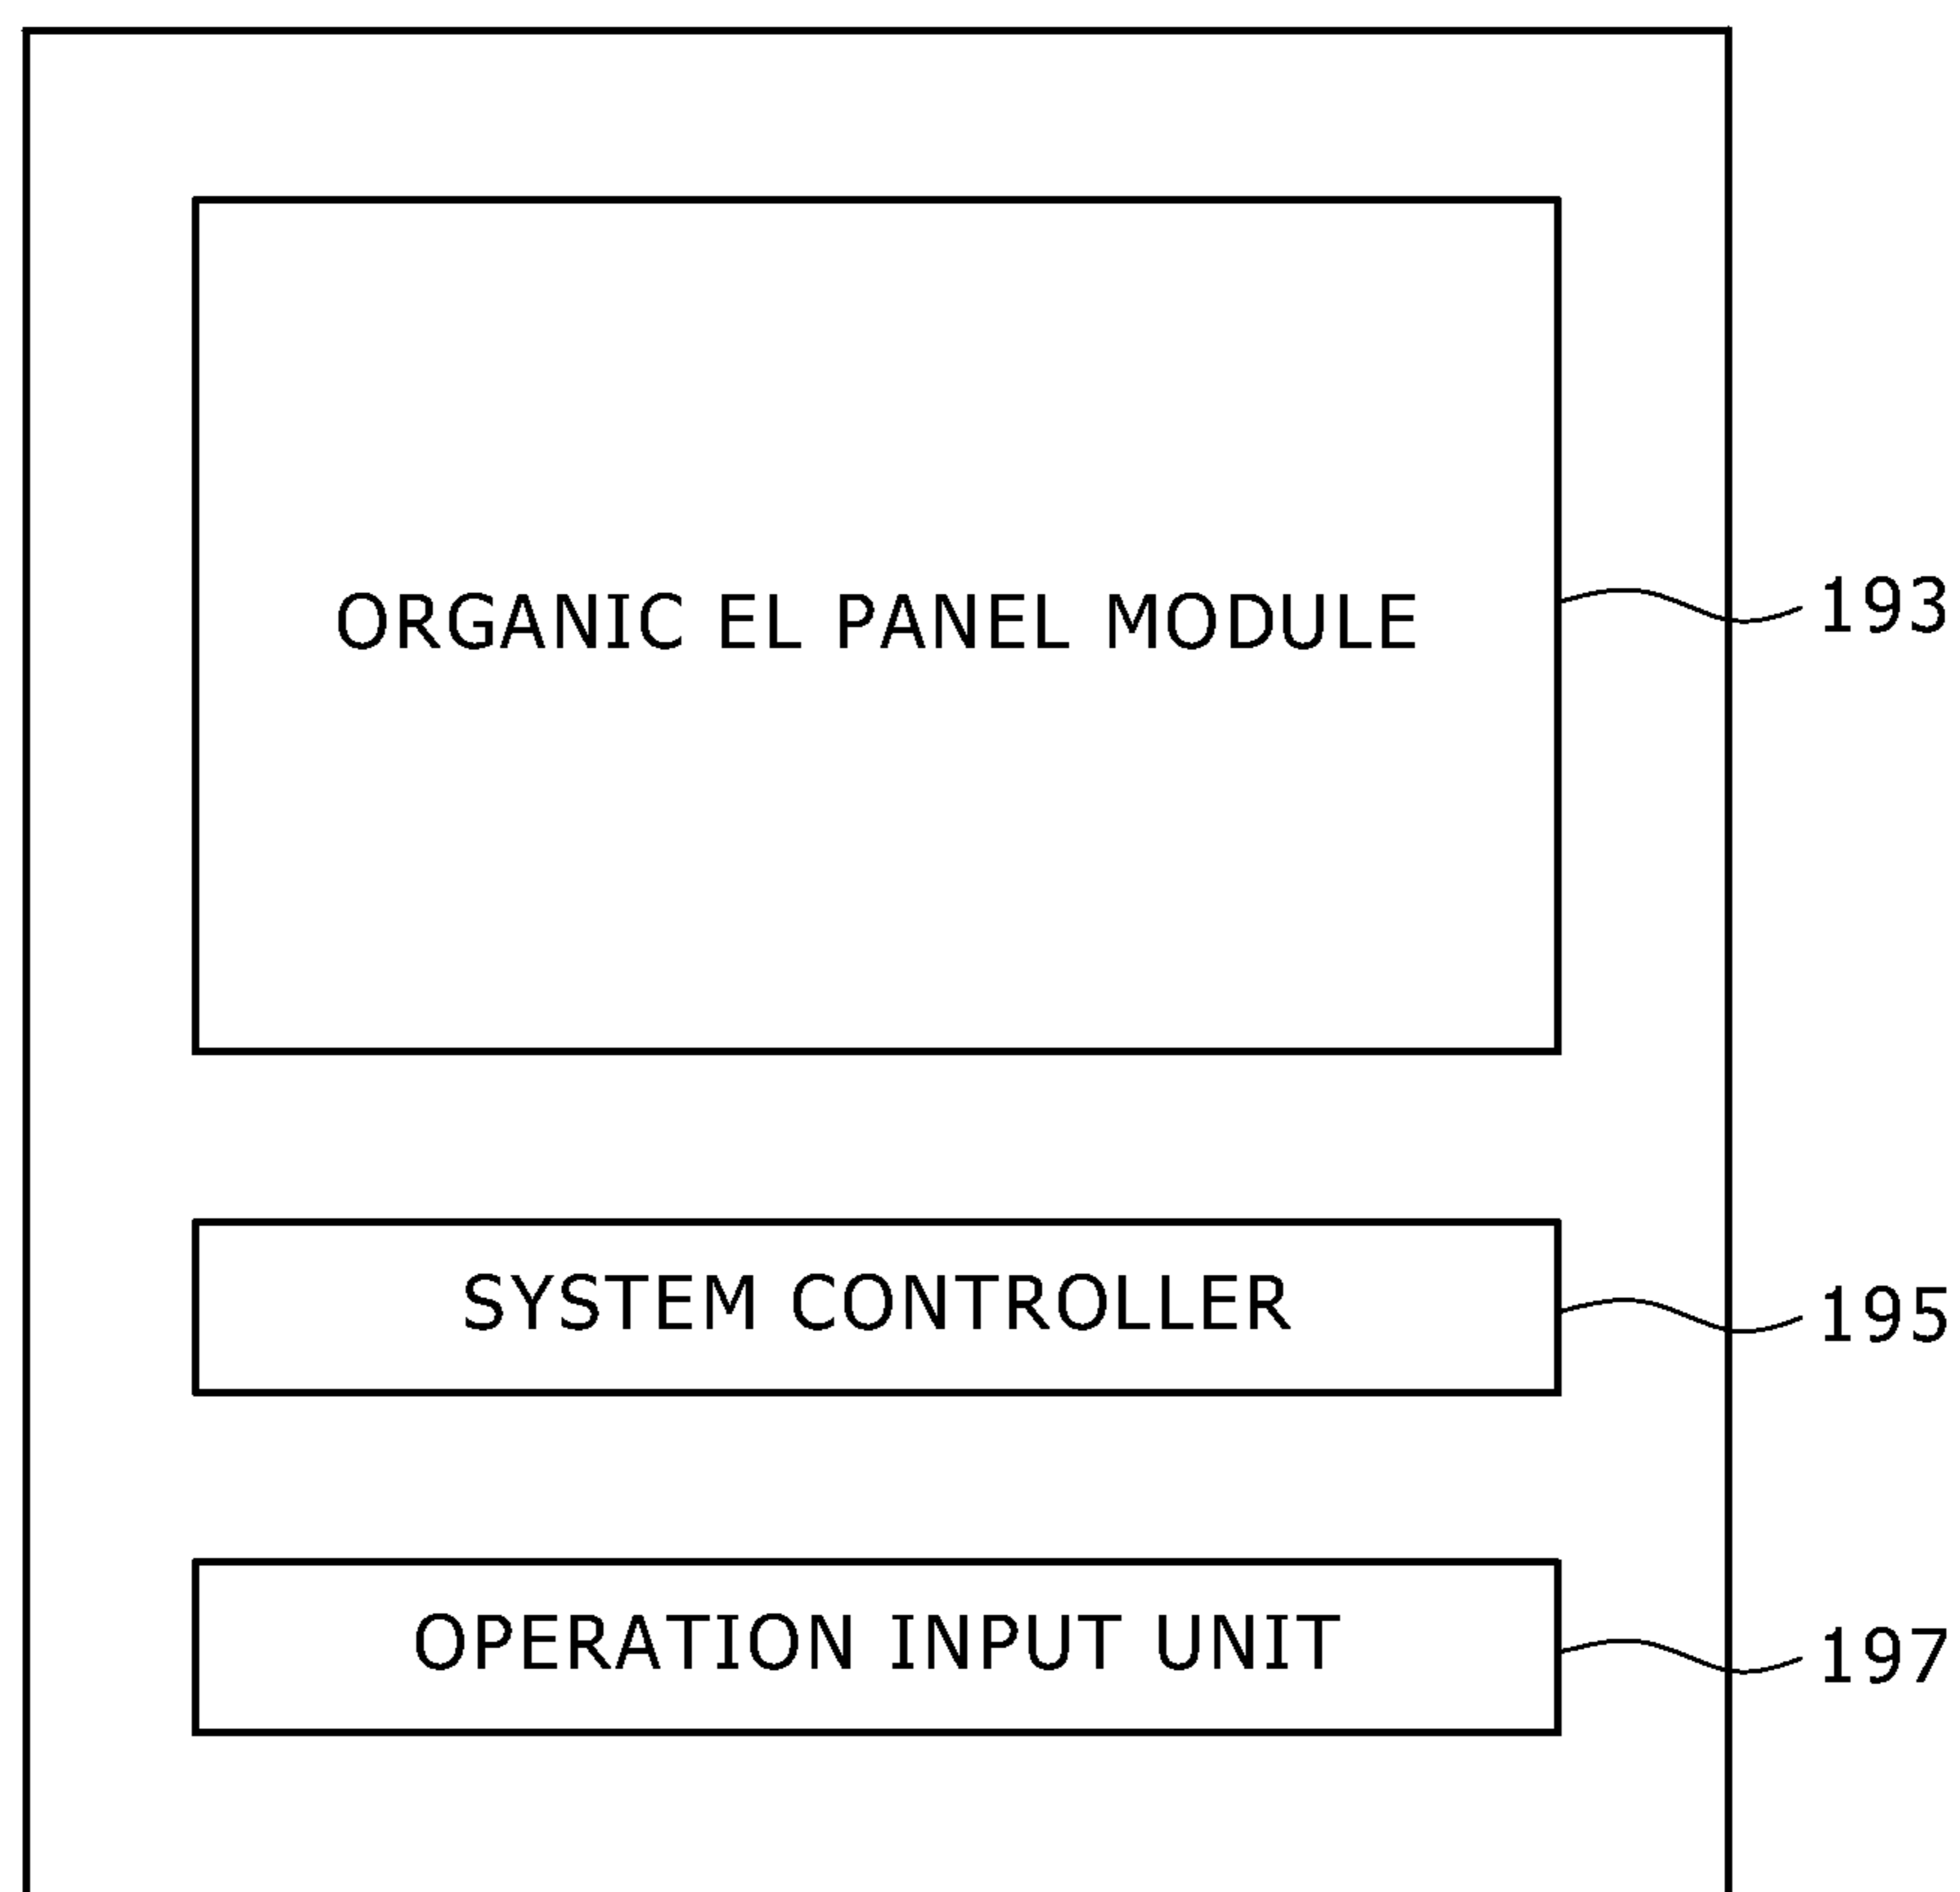 ORGANIC EL PANEL MODULE
193
SYSTEM CONTROLLER
195
OPERATION INPUT UNIT
197